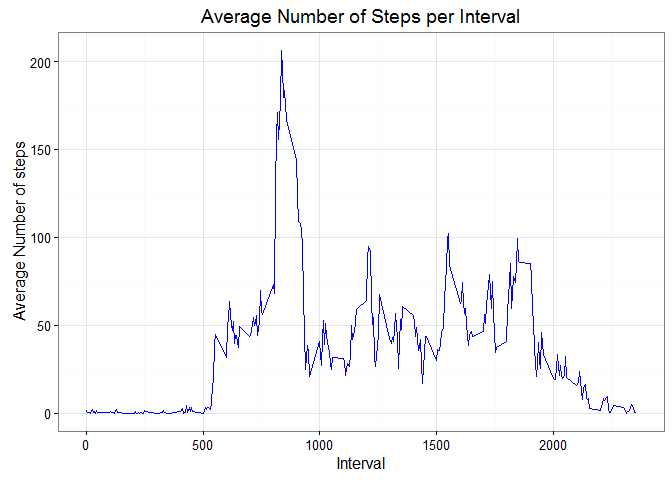 Average Number of Steps per Interval
200
150
100
50
0
Average Number of steps
0 500 1000 1500 2000
Interval